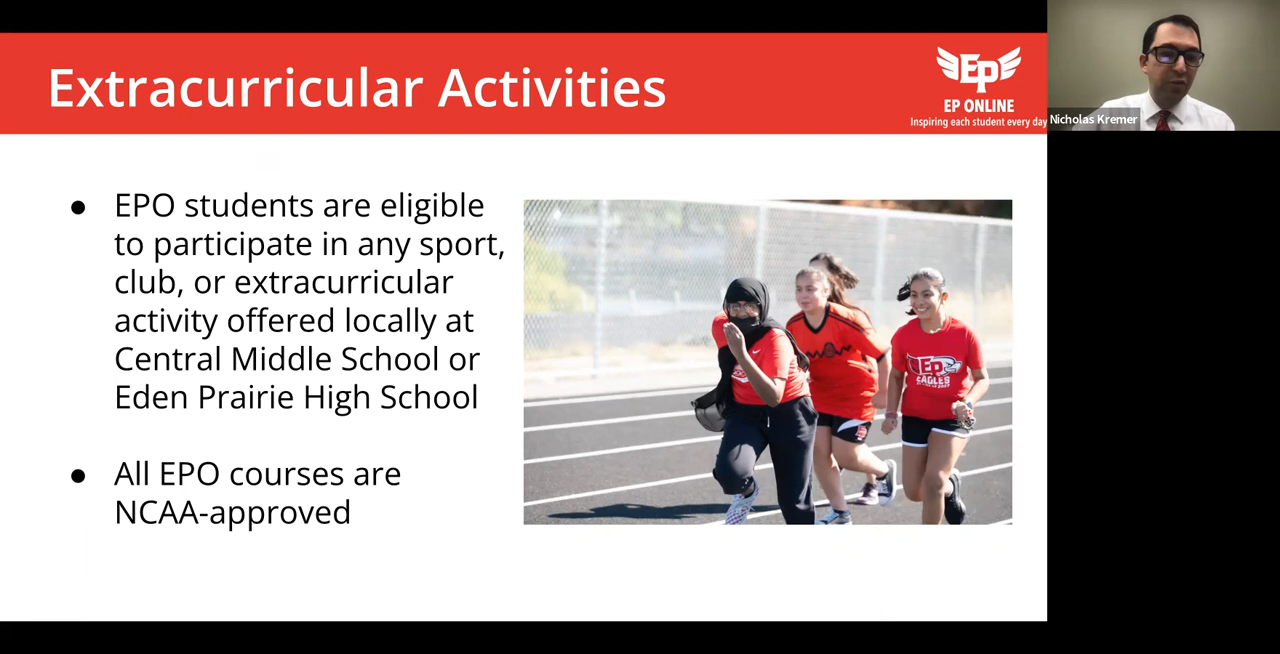 Extracurricular Activities
EP
EP ONLINE
Inspiring each student every day
Nicholas Kremer
● EPO students are eligible
to participate in any sport,
club, or extracurricular
activity offered locally at
Central Middle School or
Eden Prairie High School
● All EPO courses are
NCAA-approved
EP
EAGLES